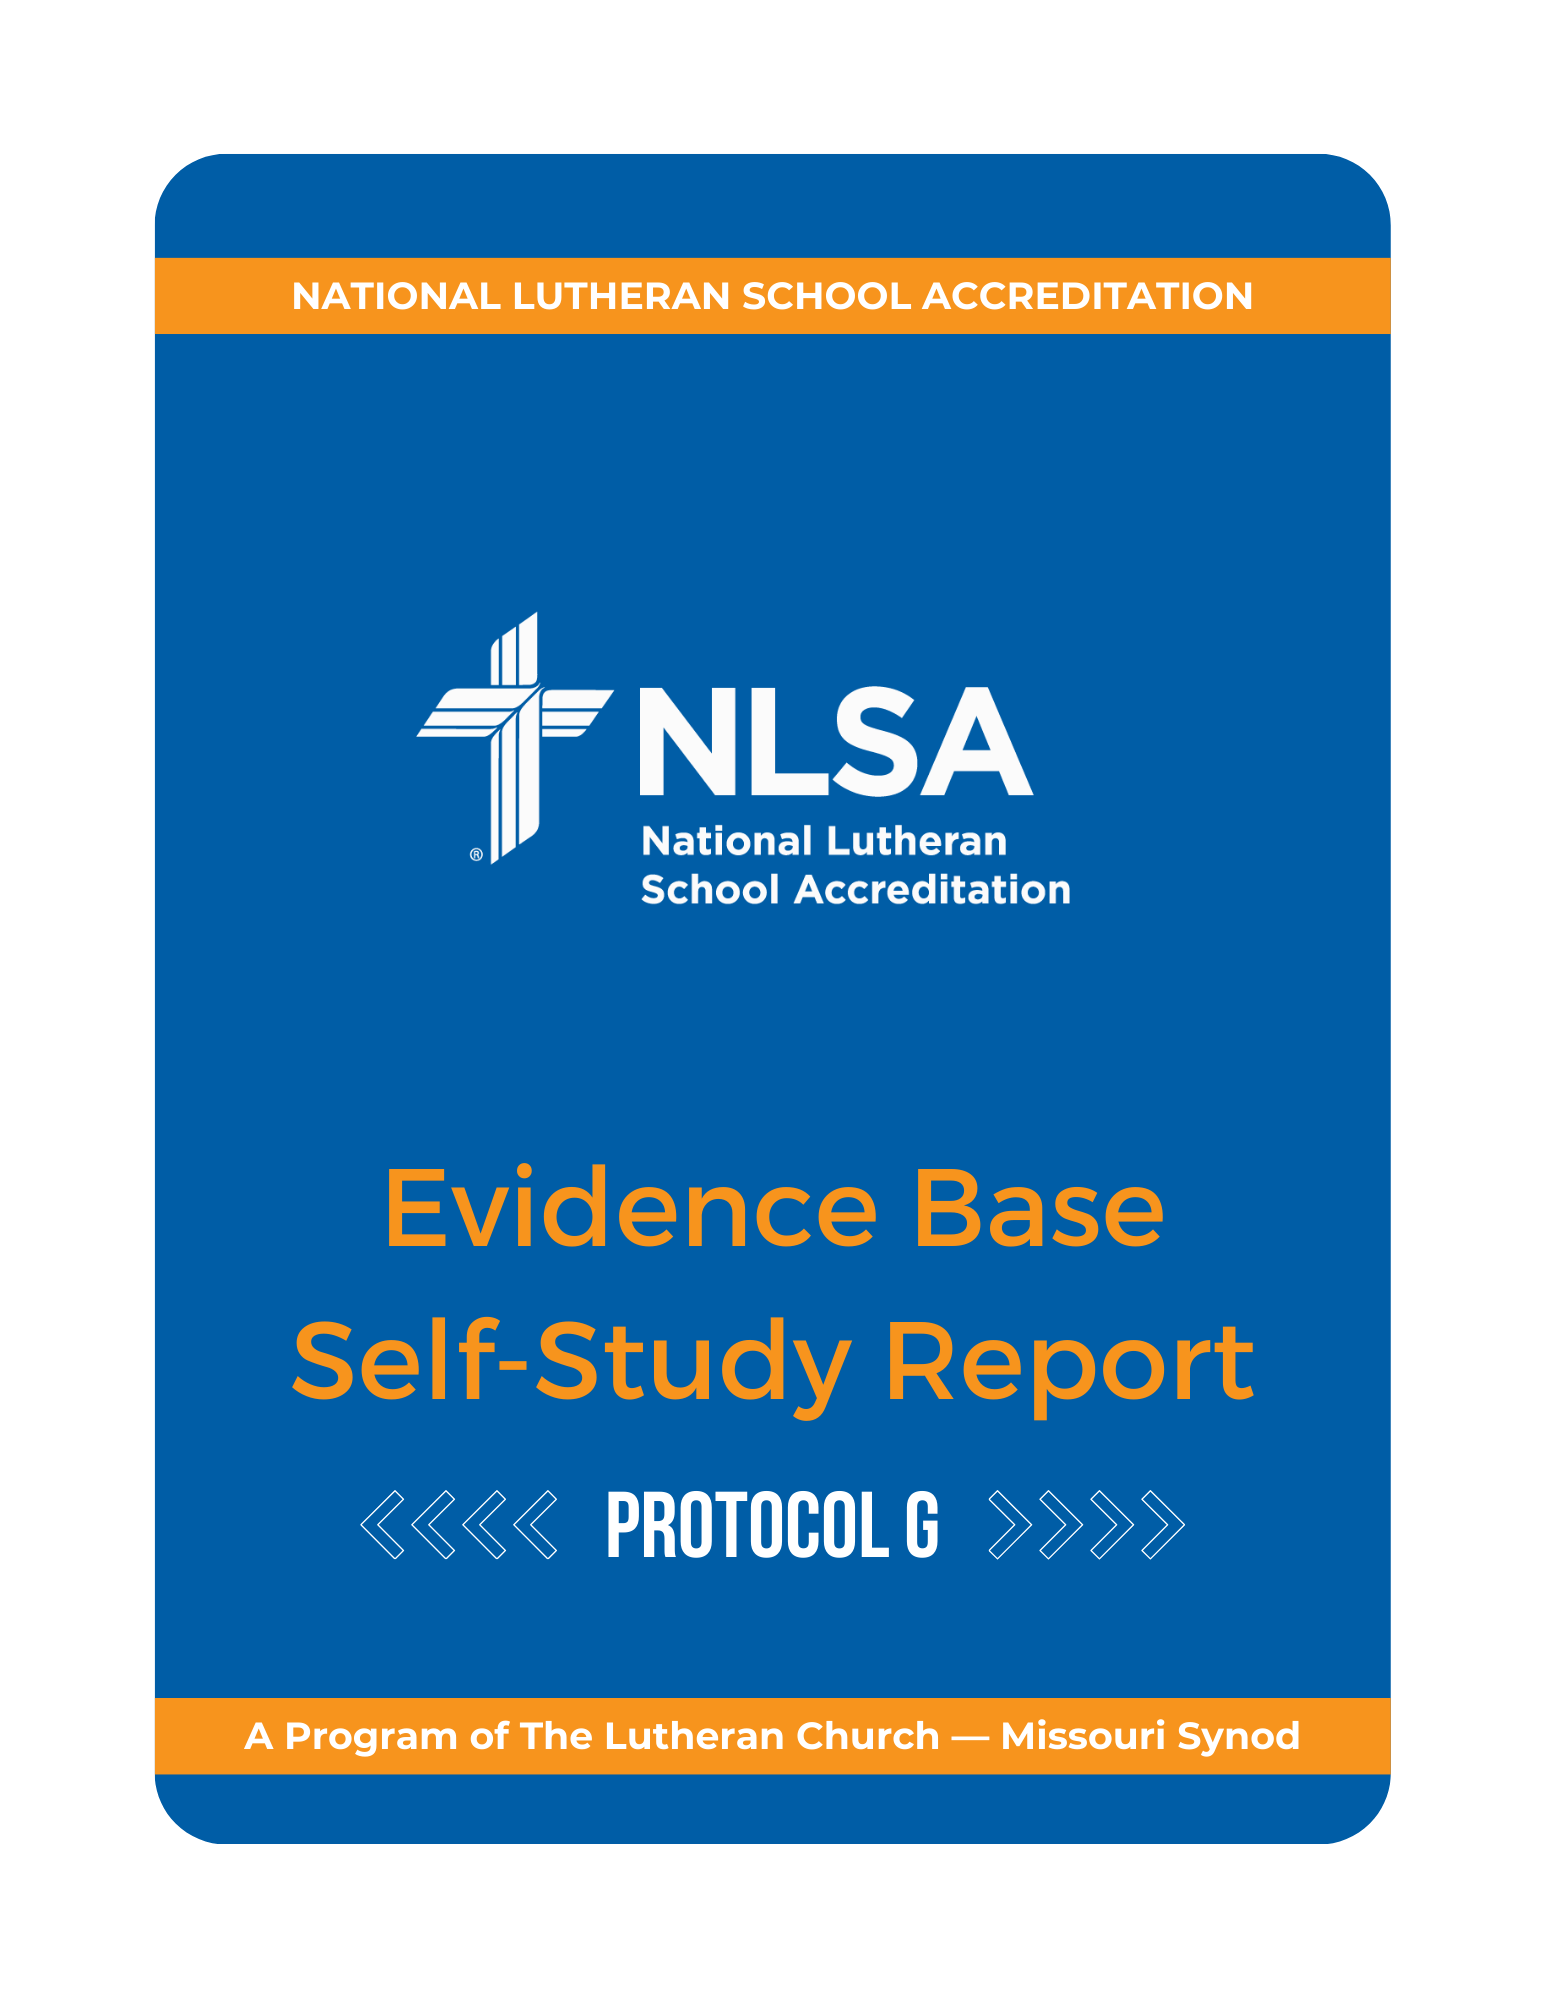 NATIONAL LUTHERAN SCHOOL ACCREDITATION
NLSA
National Lutheran
School Accreditation
®
Evidence Base
Self-Study Report
PROTOCOL G
A Program of The Lutheran Church — Missouri Synod